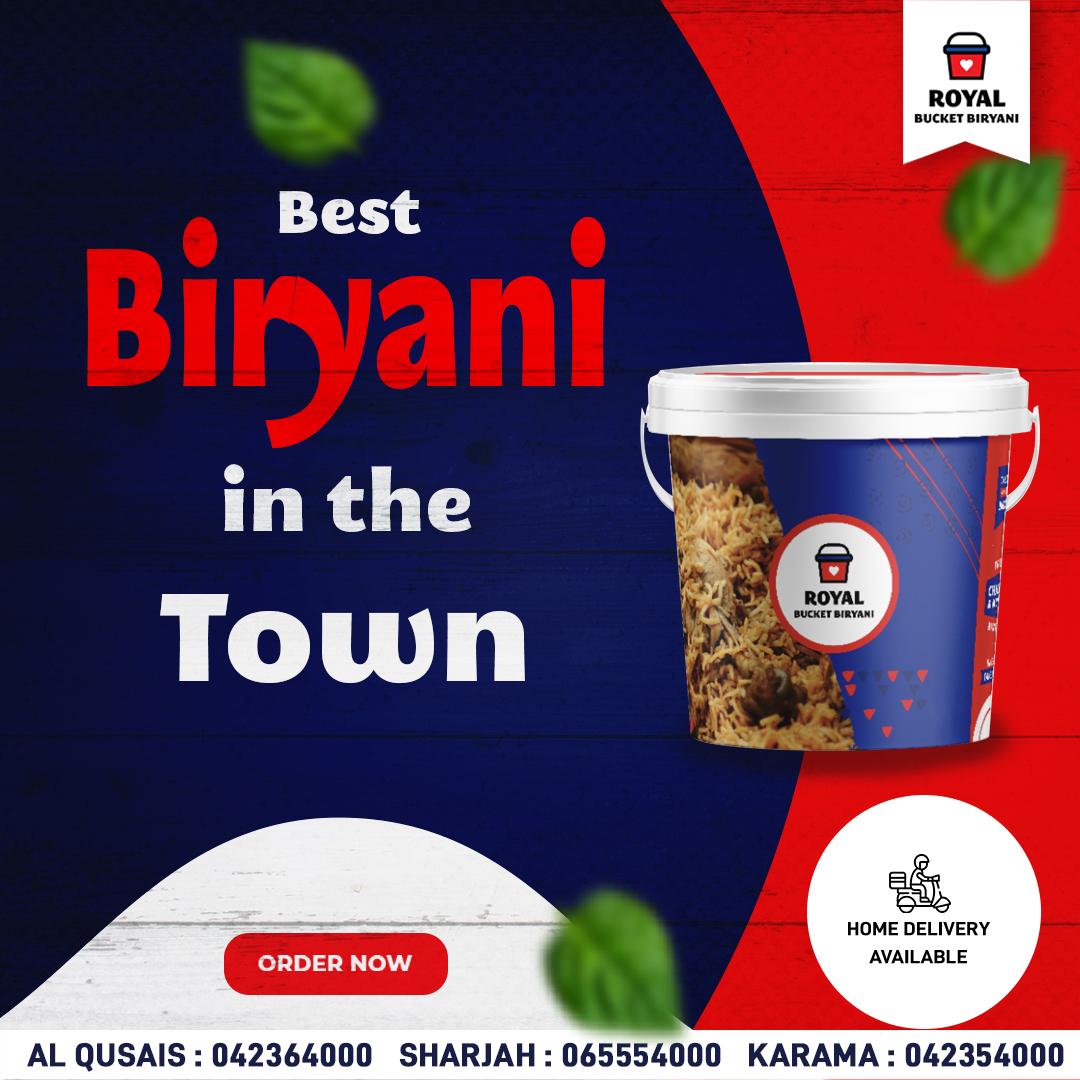 ROYAL
BUCKET BIRYANI
Best
Biryani
in the
Town
ROYAL
BUCKET BIRYANI
HOME DELIVERY
AVAILABLE
ORDER NOW
AL QUSAIS : 042364000 SHARJAH : 065554000 KARAMA : 042354000